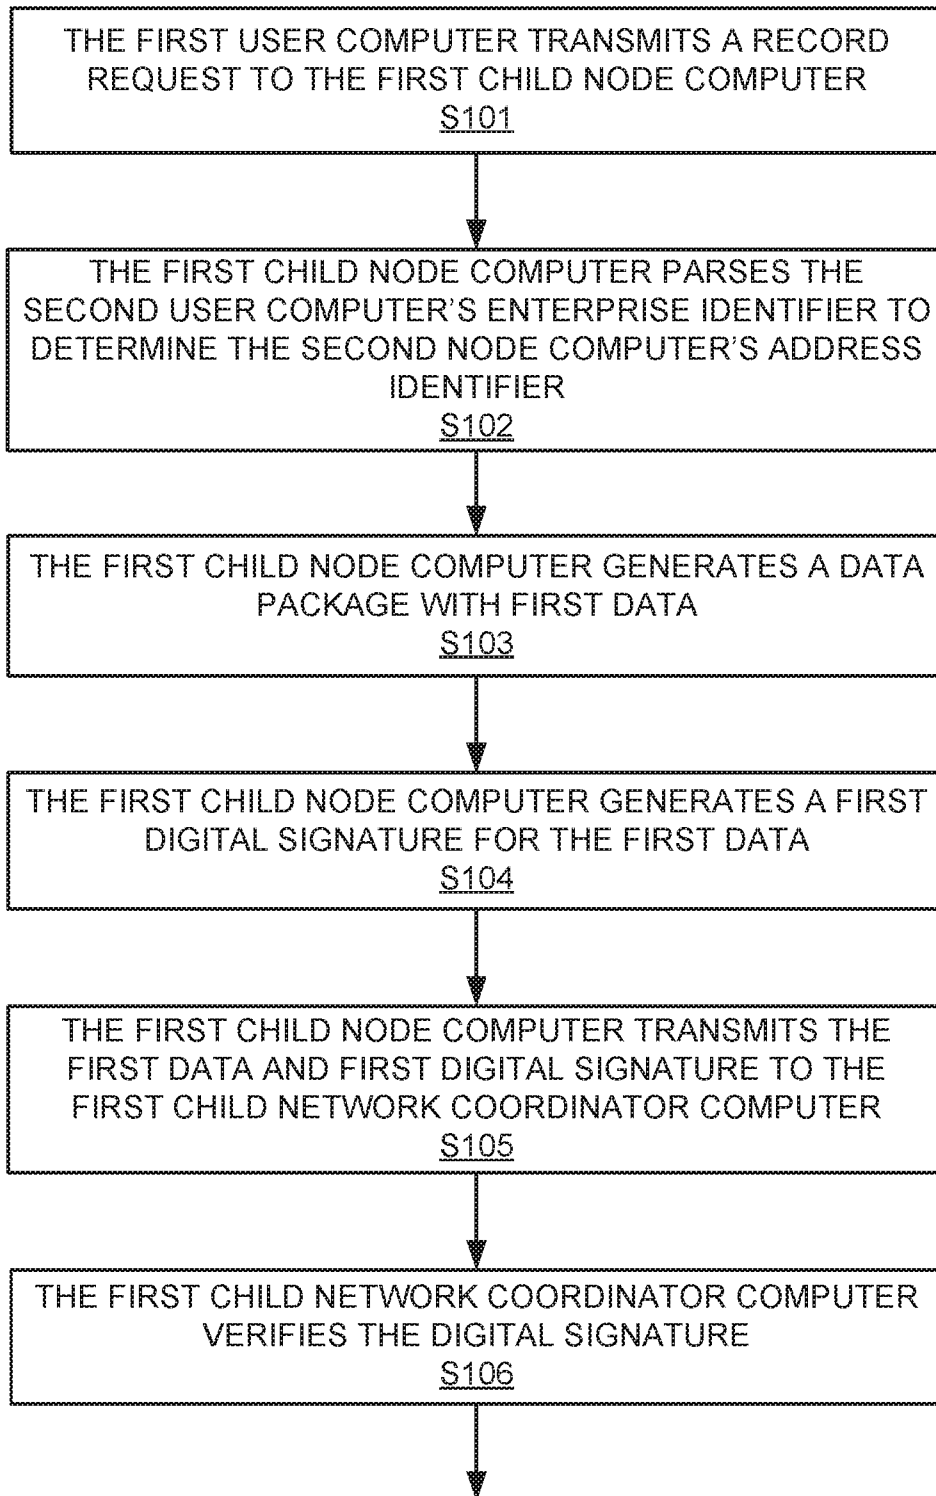 THE FIRST USER COMPUTER TRANSMITS A RECORD
REQUEST TO THE FIRST CHILD NODE COMPUTER
S101
THE FIRST CHILD NODE COMPUTER PARSES THE
SECOND USER COMPUTER'S ENTERPRISE IDENTIFIER TO
DETERMINE THE SECOND NODE COMPUTER'S ADDRESS
IDENTIFIER
S102
THE FIRST CHILD NODE COMPUTER GENERATES A DATA
PACKAGE WITH FIRST DATA
S103
THE FIRST CHILD NODE COMPUTER GENERATES A FIRST
DIGITAL SIGNATURE FOR THE FIRST DATA
S104
THE FIRST CHILD NODE COMPUTER TRANSMITS THE
FIRST DATA AND FIRST DIGITAL SIGNATURE TO THE
FIRST CHILD NETWORK COORDINATOR COMPUTER
S105
THE FIRST CHILD NETWORK COORDINATOR COMPUTER
VERIFIES THE DIGITAL SIGNATURE
S106